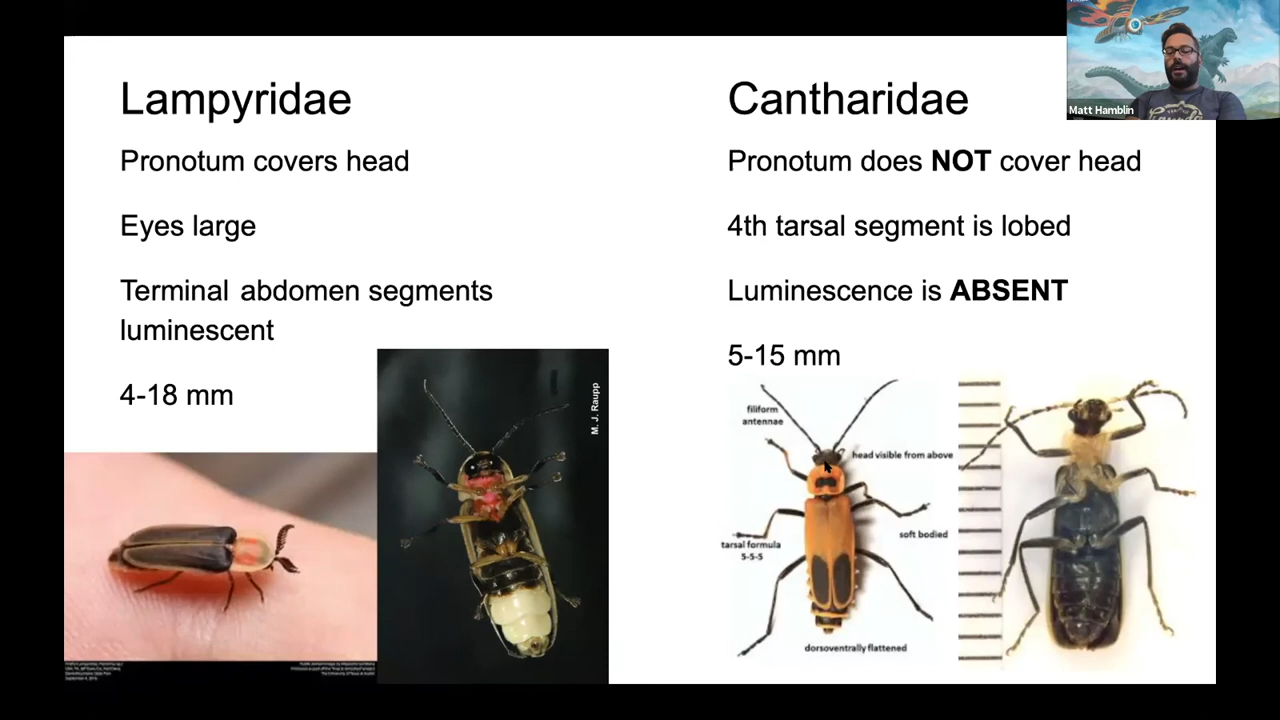 Lampyridae
Pronotum covers head
Eyes large
Terminal abdomen segments
luminescent
4-18 mm
M. J. Raupp
Cantharidae
Pronotum does NOT cover head
4th tarsal segment is lobed
Luminescence is ABSENT
5-15 mm
filiform
antennae
head visible from above
tarsal formula
5-5-5
soft bodied
dorsoventrally flattened
Matt Hamblin